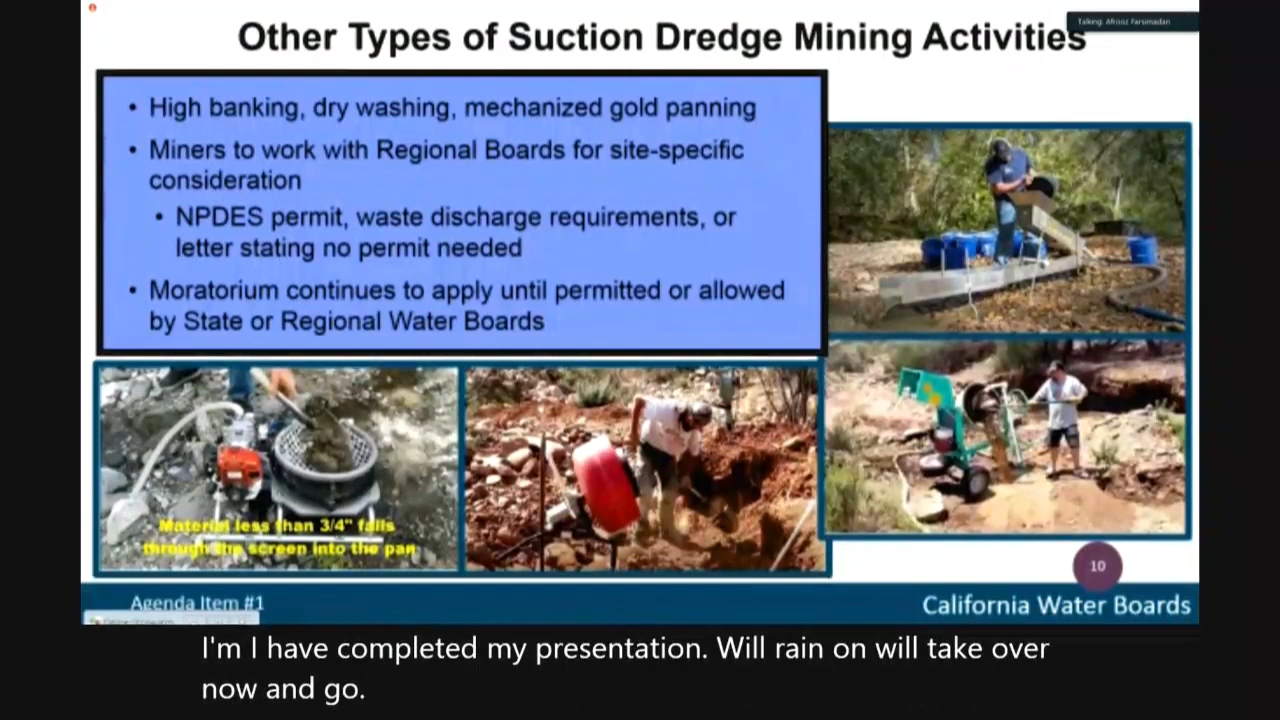 Talking: Afrooz Farsimadan
Other Types of Suction Dredge Mining Activities
• High banking, dry washing, mechanized gold panning
• Miners to work with Regional Boards for site-specific
consideration
• NPDES permit, waste discharge requirements, or
letter stating no permit needed
• Moratorium continues to apply until permitted or allowed
by State or Regional Water Boards
Material less than 3/4" falls
through the screen into the pan
10
Agenda Item #1
California Water Boards
I'm I have completed my presentation. Will rain on will take over
now and go.